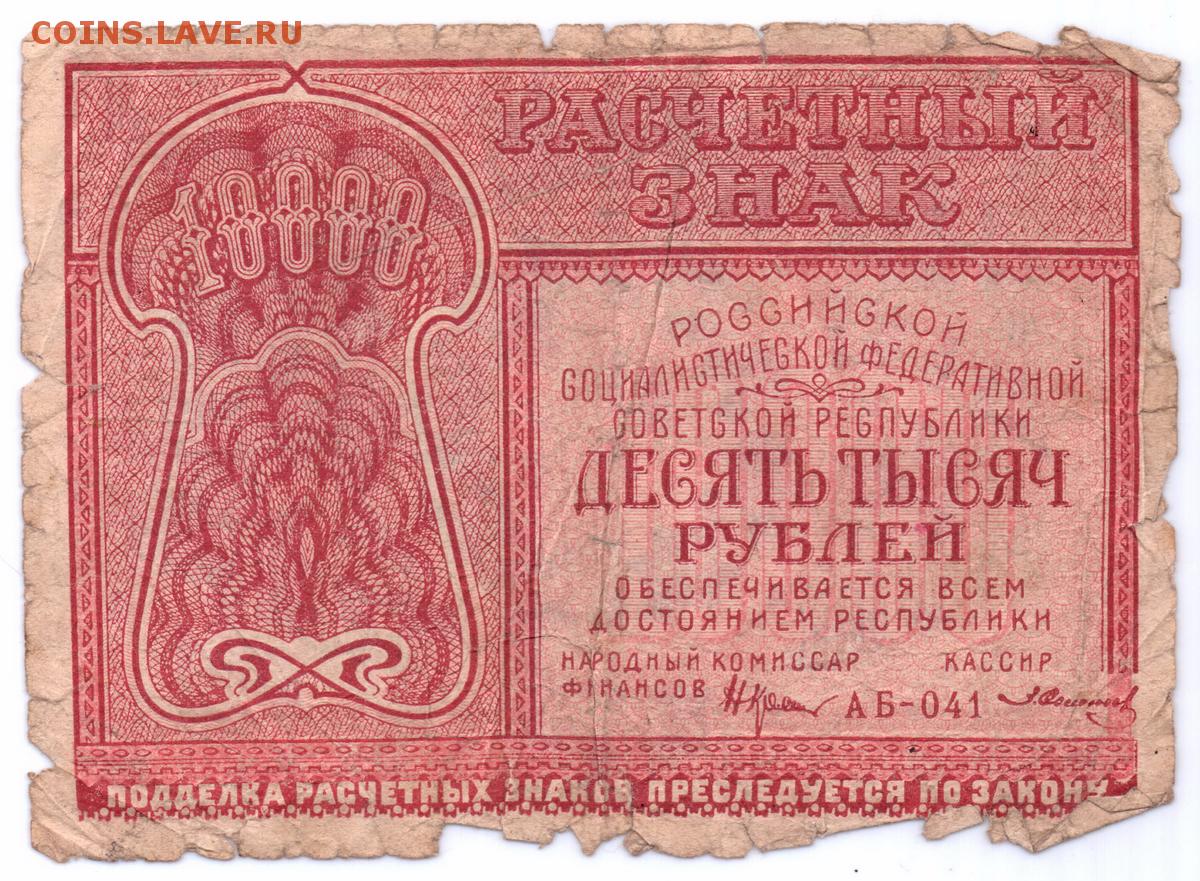 COINS.LAVE.RU
РАСЧЕТНЫЙ
ЗНАК
10000
РОССИЙСКОЙ
СОЦИАЛИСТИЧЕСКОЙ ФЕДЕРАТИВНОЙ
СОВЕТСКОЙ РЕСПУБЛИКИ
ДЕСЯТЬ ТЫСЯЧ
РУБЛЕЙ
ОБЕСПЕЧИВАЕТСЯ ВСЕМ
ДОСТОЯНИЕМ РЕСПУБЛИКИ
НАРОДНЫЙ КОМИССАР КАССИР
ФИНАНСОВ АБ-041
ПОДДЕЛКА РАСЧЕТНЫХ ЗНАКОВ ПРЕСЛЕДУЕТСЯ ПО ЗАКОНУ